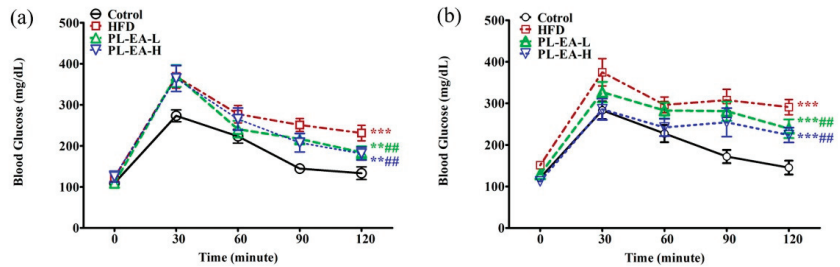 (a)
Cotrol
HFD
PL-EA-L
PL-EA-H
Blood Glucose (mg/dL)
500
400
300
200
100
0
***
**##
**##
0 30 60 90 120
Time (minute)
(b)
Cotrol
HFD
PL-EA-L
PL-EA-H
Blood Glucose (mg/dL)
500
400
300
200
100
0
***
***##
***##
0 30 60 90 120
Time (minute)